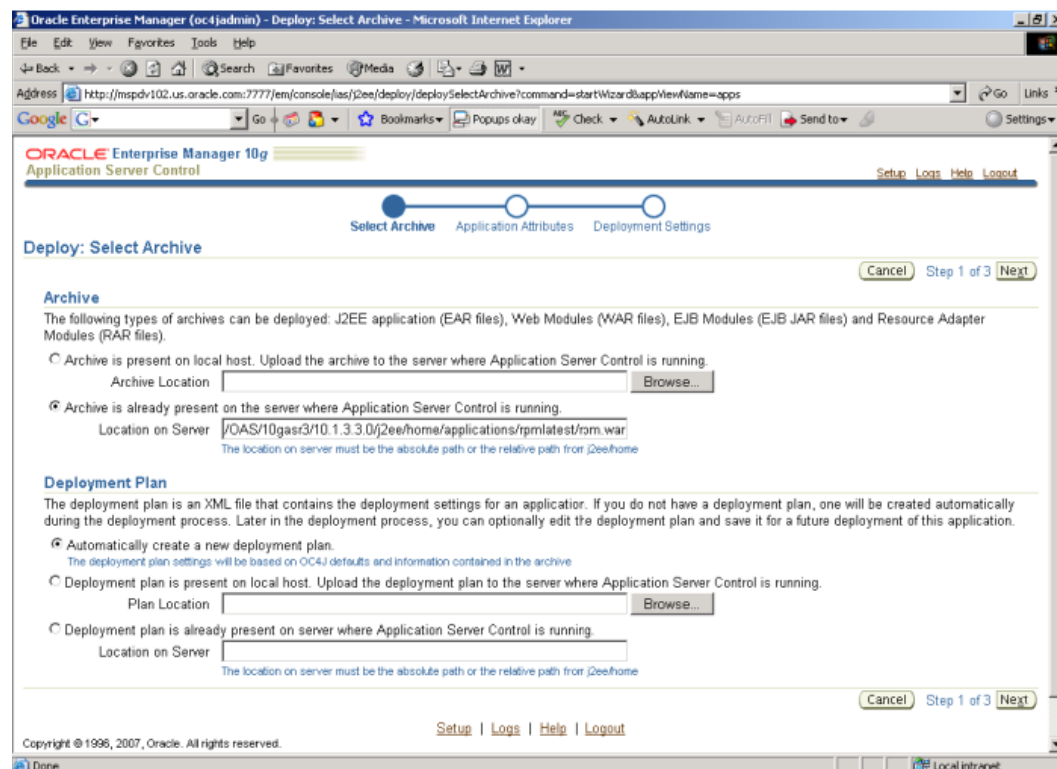 Oracle Enterprise Manager (oc4jadmin) - Deploy: Select Archive - Microsoft Internet Explorer
File Edit View Favorites Tools Help
Back Search Favorites Media
Address http://mspdv102.us.oracle.com:7777/em/console/ias/j2ee/deploy/deploySelectArchive?command=startWizard&appViewName=apps Go Links
Google G Go Bookmarks Popups okay Check AutoLink AutoFill Send to Settings
ORACLE Enterprise Manager 10g
Application Server Control
Setup Logs Help Logout
Select Archive Application Attributes Deployment Settings
Deploy: Select Archive
Cancel Step 1 of 3 Next
Archive
The following types of archives can be deployed: J2EE application (EAR files), Web Modules (WAR files), EJB Modules (EJB JAR files) and Resource Adapter
Modules (RAR files).
Archive is present on local host. Upload the archive to the server where Application Server Control is running.
Archive Location Browse...
Archive is already present on the server where Application Server Control is running.
Location on Server /OAS/10gasr3/10.1.3.3.0/j2ee/home/applications/rpmlatest/rpm.war
The location on server must be the absolute path or the relative path from j2ee/home
Deployment Plan
The deployment plan is an XML file that contains the deployment settings for an application. If you do not have a deployment plan, one will be created automatically
during the deployment process. Later in the deployment process, you can optionally edit the deployment plan and save it for a future deployment of this application.
Automatically create a new deployment plan.
The deployment plan settings will be based on OC4J defaults and information contained in the archive
Deployment plan is present on local host. Upload the deployment plan to the server where Application Server Control is running.
Plan Location Browse...
Deployment plan is already present on server where Application Server Control is running.
Location on Server
The location on server must be the absolute path or the relative path from j2ee/home
Cancel Step 1 of 3 Next
Setup | Logs | Help | Logout
Copyright © 1996, 2007, Oracle. All rights reserved.
Done Local intranet